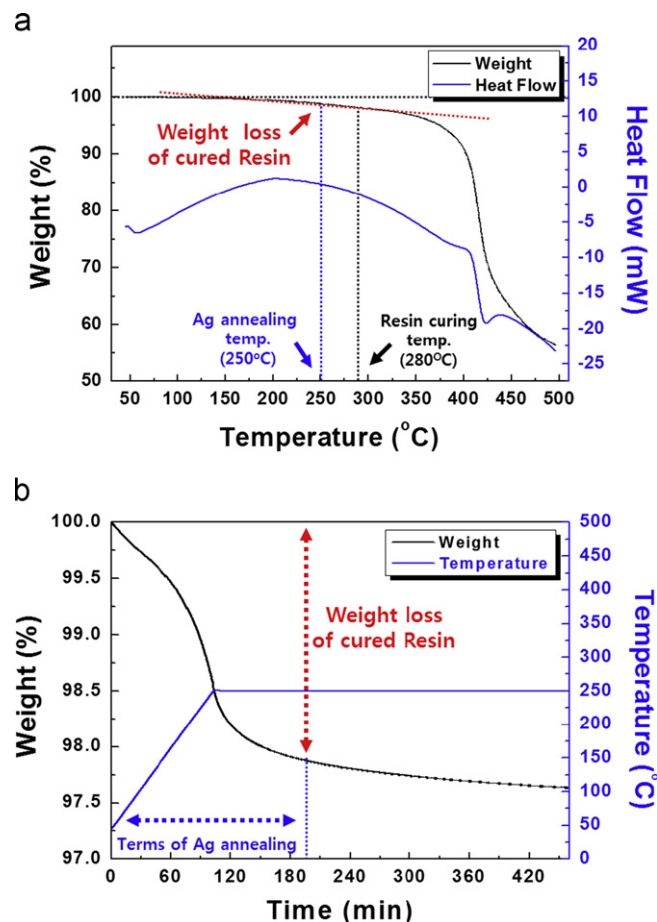 a
Weight
Heat Flow
Weight loss
of cured Resin
Ag annealing
temp.
(250°C)
Resin curing
temp.
(280°C)
100
90
80
70
60
50
Weight (%)
20
15
10
5
0
-5
-10
-15
-20
-25
Heat Flow (mW)
50 100 150 200 250 300 350 400 450 500
Temperature (°C)
b
Weight
Temperature
Weight loss
of cured Resin
Terms of Ag annealing
100.0
99.5
99.0
98.5
98.0
97.5
97.0
Weight (%)
500
450
400
350
300
250
200
150
100
50
0
Temperature (°C)
0 60 120 180 240 300 360 420
Time (min)